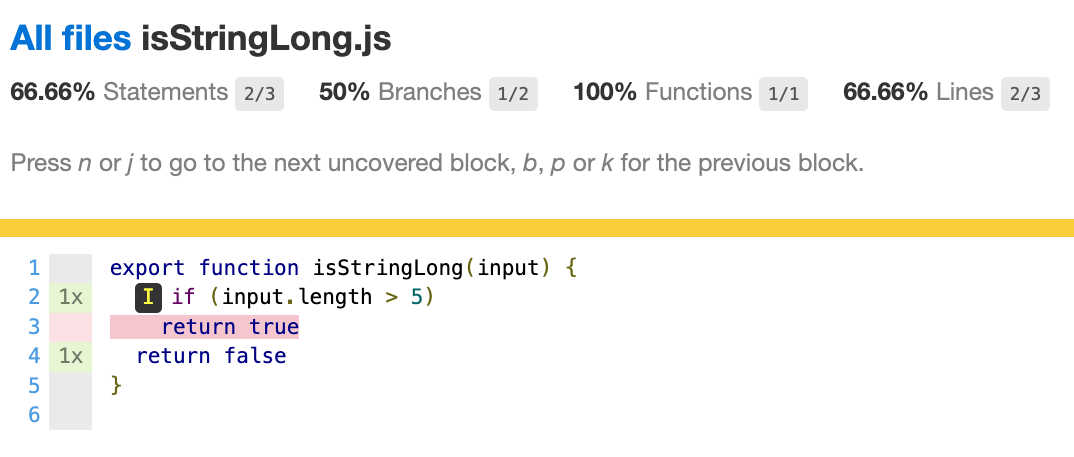 All files isStringLong.js
66.66% Statements 2/3 50% Branches 1/2 100% Functions 1/1 66.66% Lines 2/3
Press n or j to go to the next uncovered block, b, p or k for the previous block.
1 export function isStringLong(input) {
2 1x I if (input.length > 5)
3 return true
4 1x return false
5 }
6